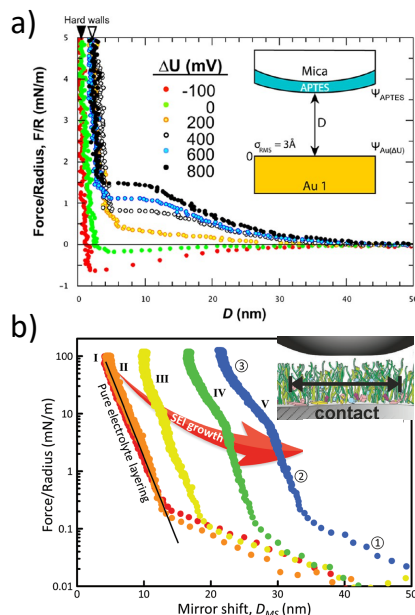 a)
Hard walls
Force/Radius, F/R (mN/m)
5
4
3
2
1
0
-1
ΔU (mV)
-100
0
200
400
600
800
Mica
APTES
Ψ_APTES
D
σ_RMS = 3Å
Ψ_Au(ΔU)
0
Au 1
0 10 20 30 40 50
D (nm)
b)
Force/Radius (mN/m)
100
10
1
0.1
0.01
I
II
III
IV
V
③
②
①
Pure electrolyte layering
SEI growth
contact
0 10 20 30 40 50
Mirror shift, D_MS (nm)